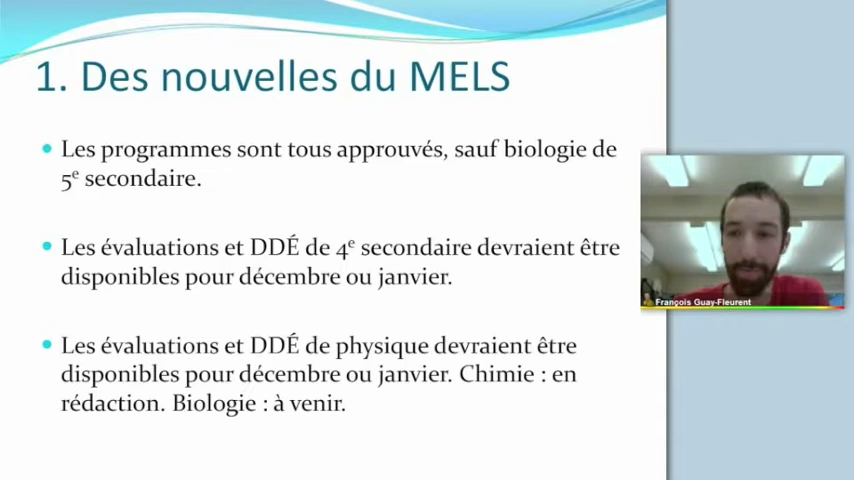 1. Des nouvelles du MELS
Les programmes sont tous approuvés, sauf biologie de
5e secondaire.
Les évaluations et DDÉ de 4e secondaire devraient être
disponibles pour décembre ou janvier.
Les évaluations et DDÉ de physique devraient être
disponibles pour décembre ou janvier. Chimie : en
rédaction. Biologie : à venir.
François Guay-Fleurent